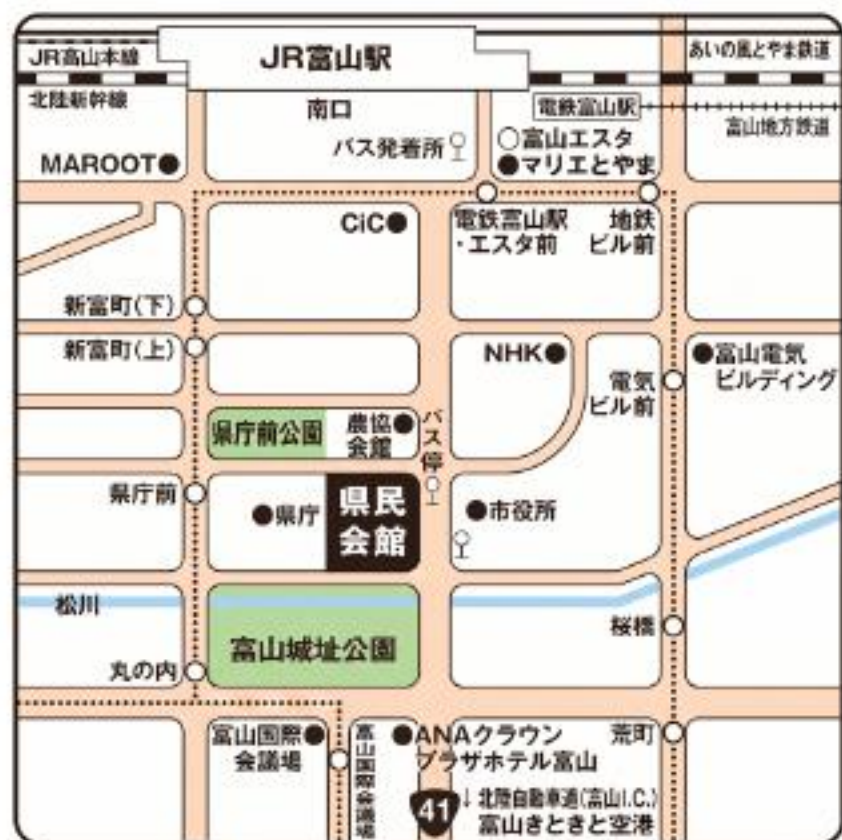 JR富山駅
JR高山本線
あいの風とやま鉄道
北陸新幹線
南口
電鉄富山駅
富山地方鉄道
バス発着所
富山エスタ
MAROOT
マリエとやま
CiC
電鉄富山駅
・エスタ前
地鉄
ビル前
新富町(下)
新富町(上)
NHK
富山電気
ビルディング
電気
ビル前
県庁前公園
農協
会館
バス停
県庁前
県庁
県民
会館
市役所
松川
富山城址公園
桜橋
丸の内
富山国際
会議場
富山国際会議場
ANAクラウン
プラザホテル富山
荒町
41
↓北陸自動車道(富山I.C.)
富山きときと空港